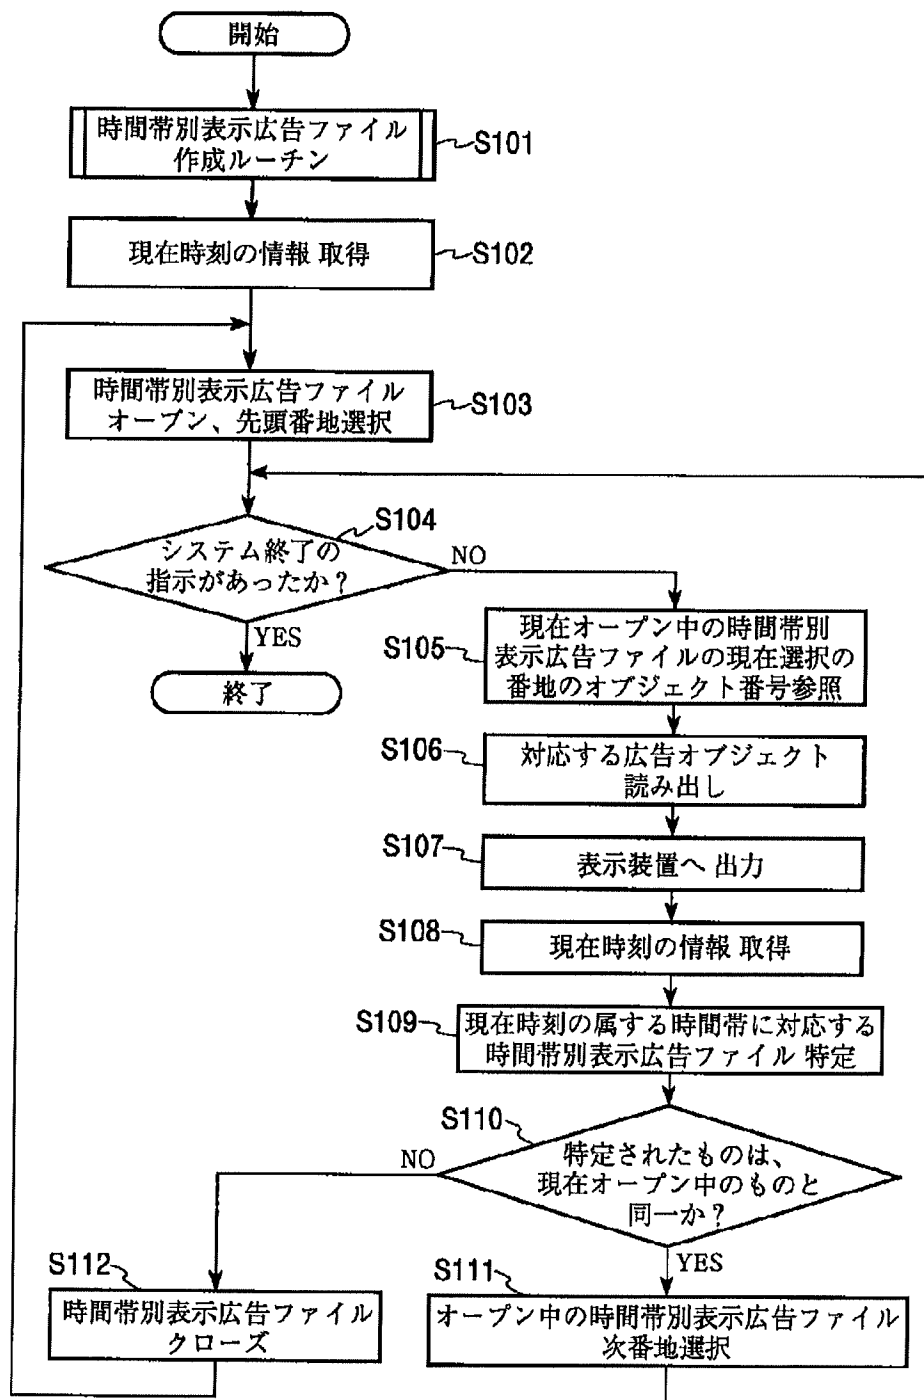 開始
時間帯別表示広告ファイル
作成ルーチン
S101
現在時刻の情報 取得
S102
時間帯別表示広告ファイル
オープン、先頭番地選択
S103
S104
システム終了の
指示があったか?
NO
YES
終了
S105
現在オープン中の時間帯別
表示広告ファイルの現在選択の
番地のオブジェクト番号参照
S106
対応する広告オブジェクト
読み出し
S107
表示装置へ 出力
S108
現在時刻の情報 取得
S109
現在時刻の属する時間帯に対応する
時間帯別表示広告ファイル 特定
S110
特定されたものは、
現在オープン中のものと
同一か?
NO
YES
S112
時間帯別表示広告ファイル
クローズ
S111
オープン中の時間帯別表示広告ファイル
次番地選択